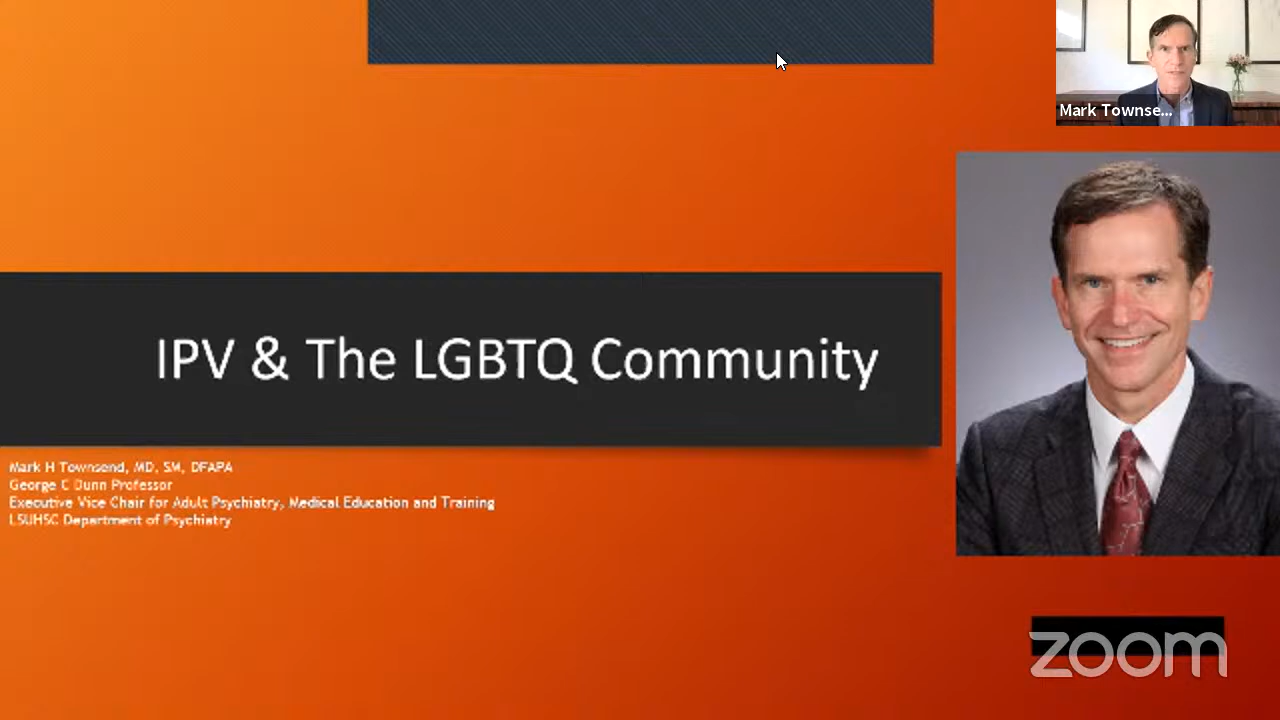 Mark Townse...
IPV & The LGBTQ Community
Mark H Townsend, MD, SM, DFAPA
George C Dunn Professor
Executive Vice Chair for Adult Psychiatry, Medical Education and Training
LSUHSC Department of Psychiatry
zoom